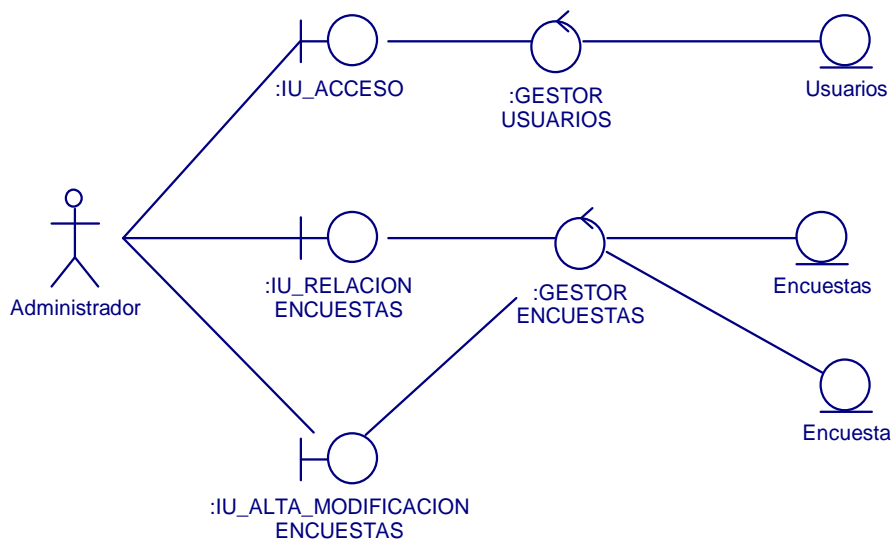 :IU_ACCESO
:GESTOR
USUARIOS
Usuarios
Administrador
:IU_RELACION
ENCUESTAS
:GESTOR
ENCUESTAS
Encuestas
Encuesta
:IU_ALTA_MODIFICACION
ENCUESTAS